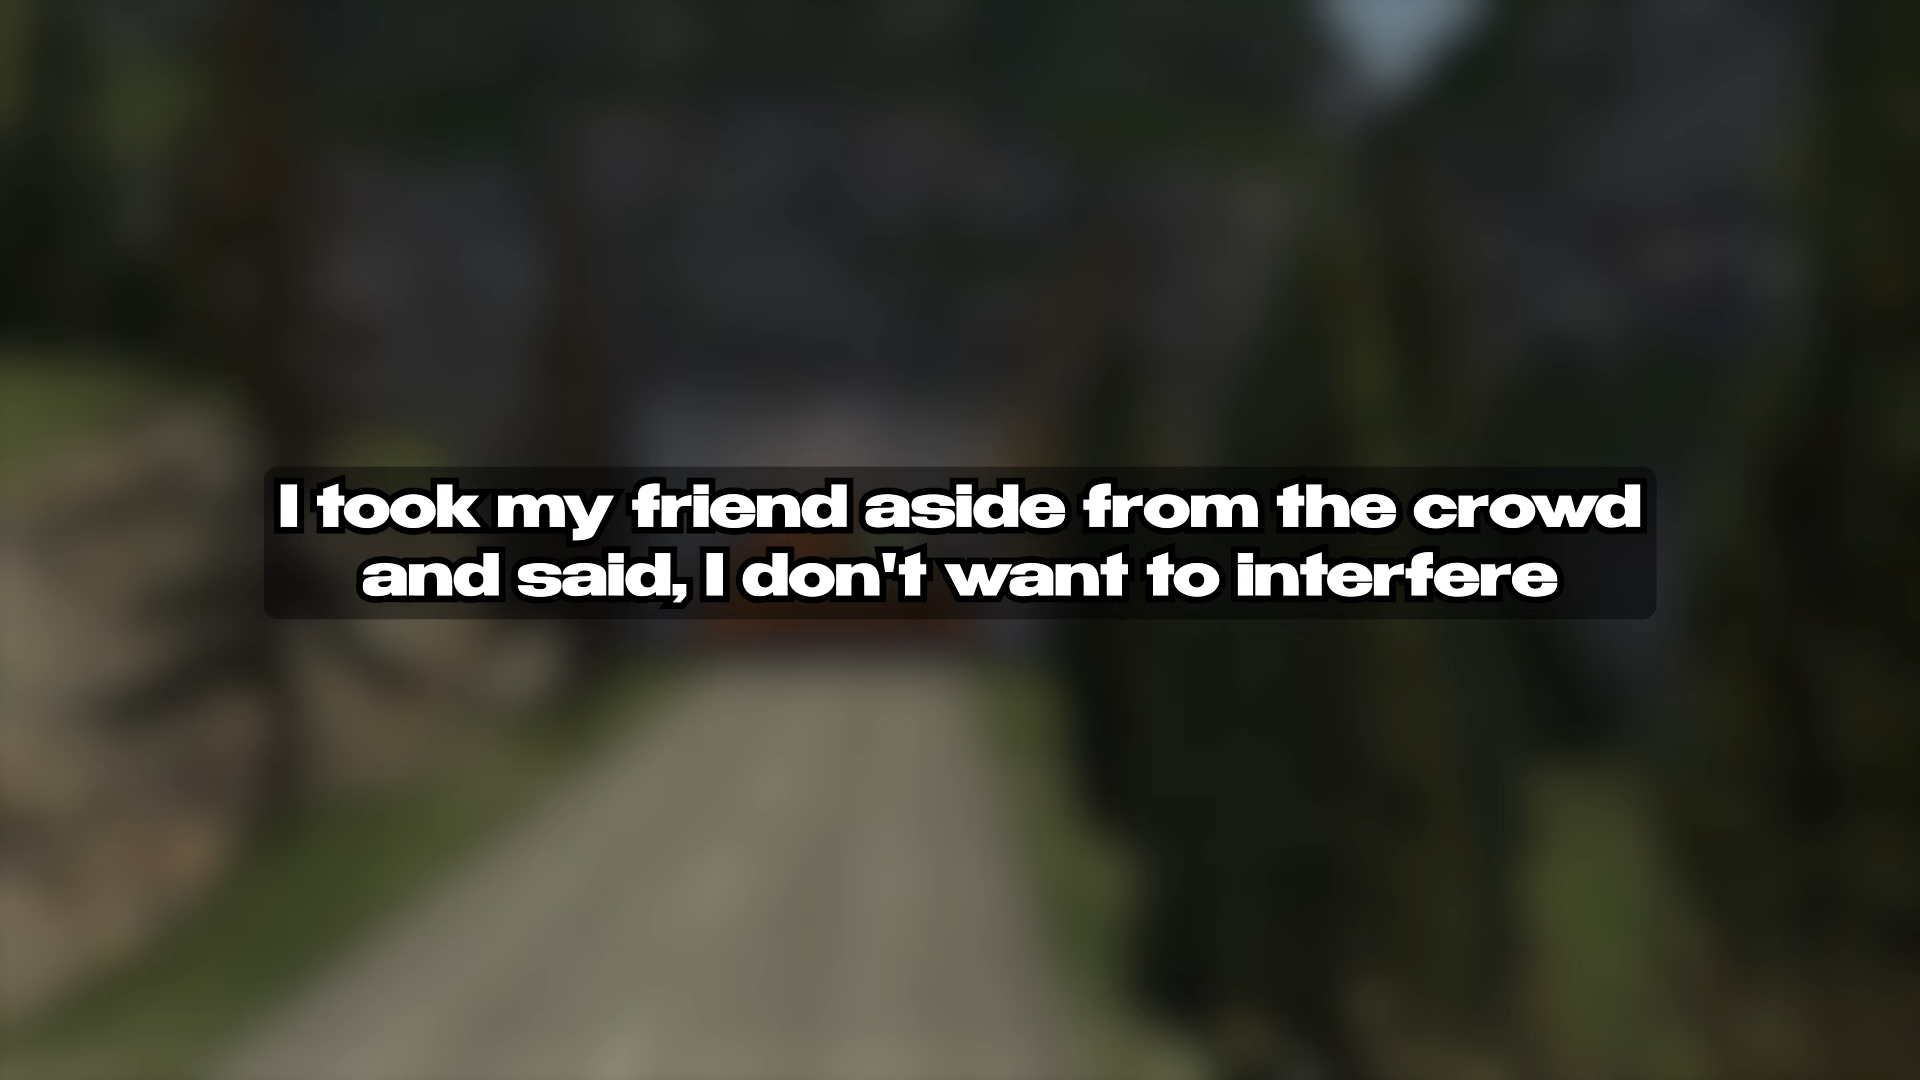 I took my friend aside from the crowd
and said, I don't want to interfere